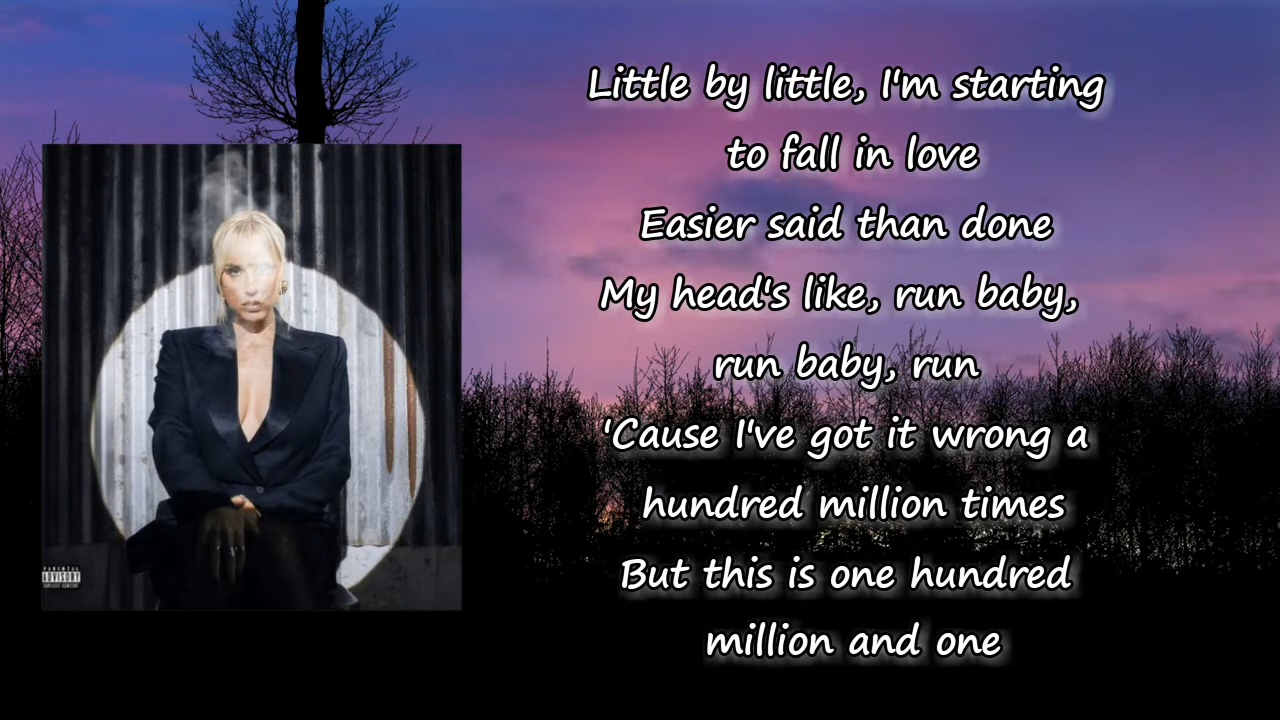 Little by little, I'm starting
to fall in love
Easier said than done
My head's like, run baby,
run baby, run
'Cause I've got it wrong a
hundred million times
But this is one hundred
million and one
PARENTAL
ADVISORY
EXPLICIT CONTENT